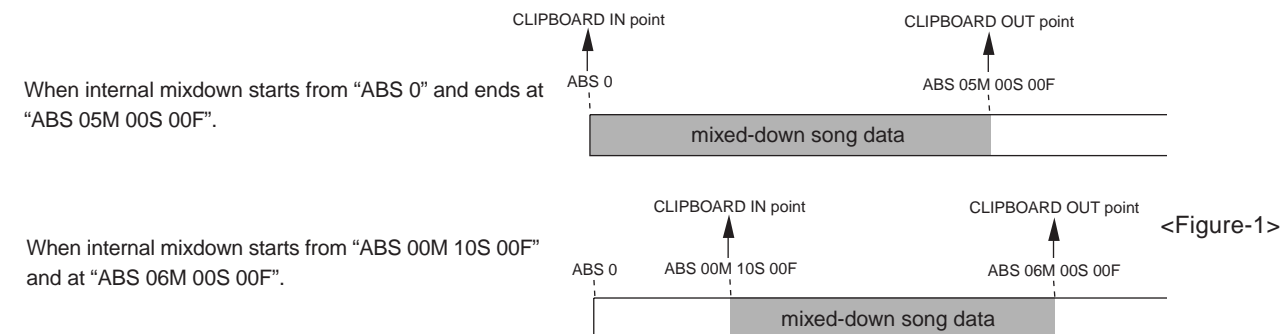 CLIPBOARD IN point
CLIPBOARD OUT point
When internal mixdown starts from “ABS 0” and ends at
“ABS 05M 00S 00F”.
ABS 0
ABS 05M 00S 00F
mixed-down song data
CLIPBOARD IN point
CLIPBOARD OUT point
<Figure-1>
When internal mixdown starts from “ABS 00M 10S 00F”
and at “ABS 06M 00S 00F”.
ABS 0
ABS 00M 10S 00F
ABS 06M 00S 00F
mixed-down song data